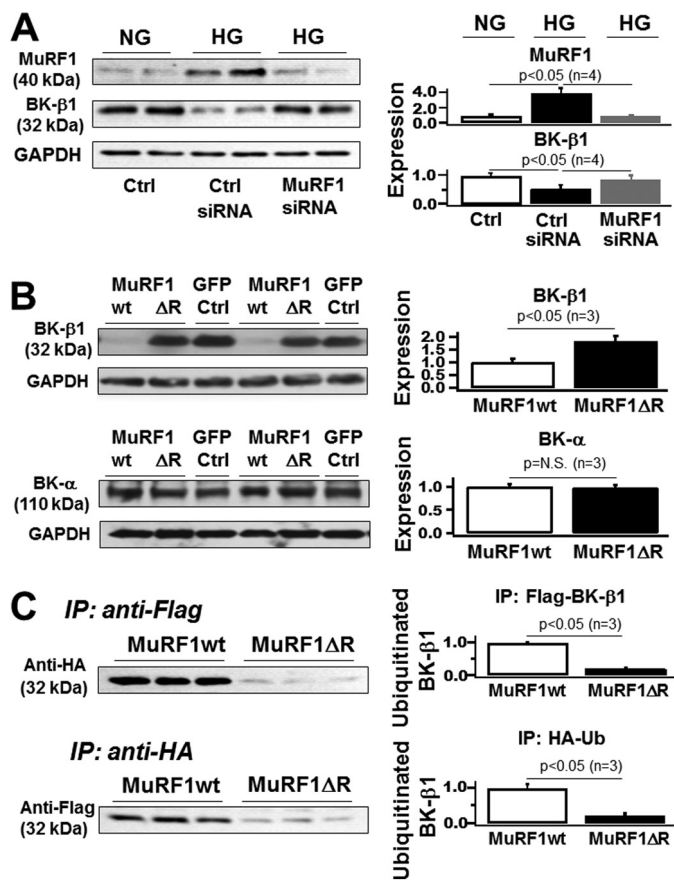 A
NG HG HG
MuRF1
(40 kDa)
BK-β1
(32 kDa)
GAPDH
Ctrl Ctrl siRNA MuRF1 siRNA
NG HG HG
MuRF1
p<0.05 (n=4)
4.0
2.0
0.0
BK-β1
p<0.05 (n=4)
1.0
0.5
0.0
Expression
Ctrl Ctrl siRNA MuRF1 siRNA
B
MuRF1 GFP MuRF1 GFP
wt ΔR Ctrl wt ΔR Ctrl
BK-β1
(32 kDa)
GAPDH
BK-β1
p<0.05 (n=3)
2.0
1.5
1.0
0.5
0.0
Expression
MuRF1wt MuRF1ΔR
MuRF1 GFP MuRF1 GFP
wt ΔR Ctrl wt ΔR Ctrl
BK-α
(110 kDa)
GAPDH
BK-α
p=N.S. (n=3)
1.0
0.5
0.0
Expression
MuRF1wt MuRF1ΔR
C
IP: anti-Flag
MuRF1wt MuRF1ΔR
Anti-HA
(32 kDa)
IP: Flag-BK-β1
p<0.05 (n=3)
1.0
0.0
Ubiquitinated
BK-β1
MuRF1wt MuRF1ΔR
IP: anti-HA
MuRF1wt MuRF1ΔR
Anti-Flag
(32 kDa)
IP: HA-Ub
p<0.05 (n=3)
1.0
0.0
Ubiquitinated
BK-β1
MuRF1wt MuRF1ΔR